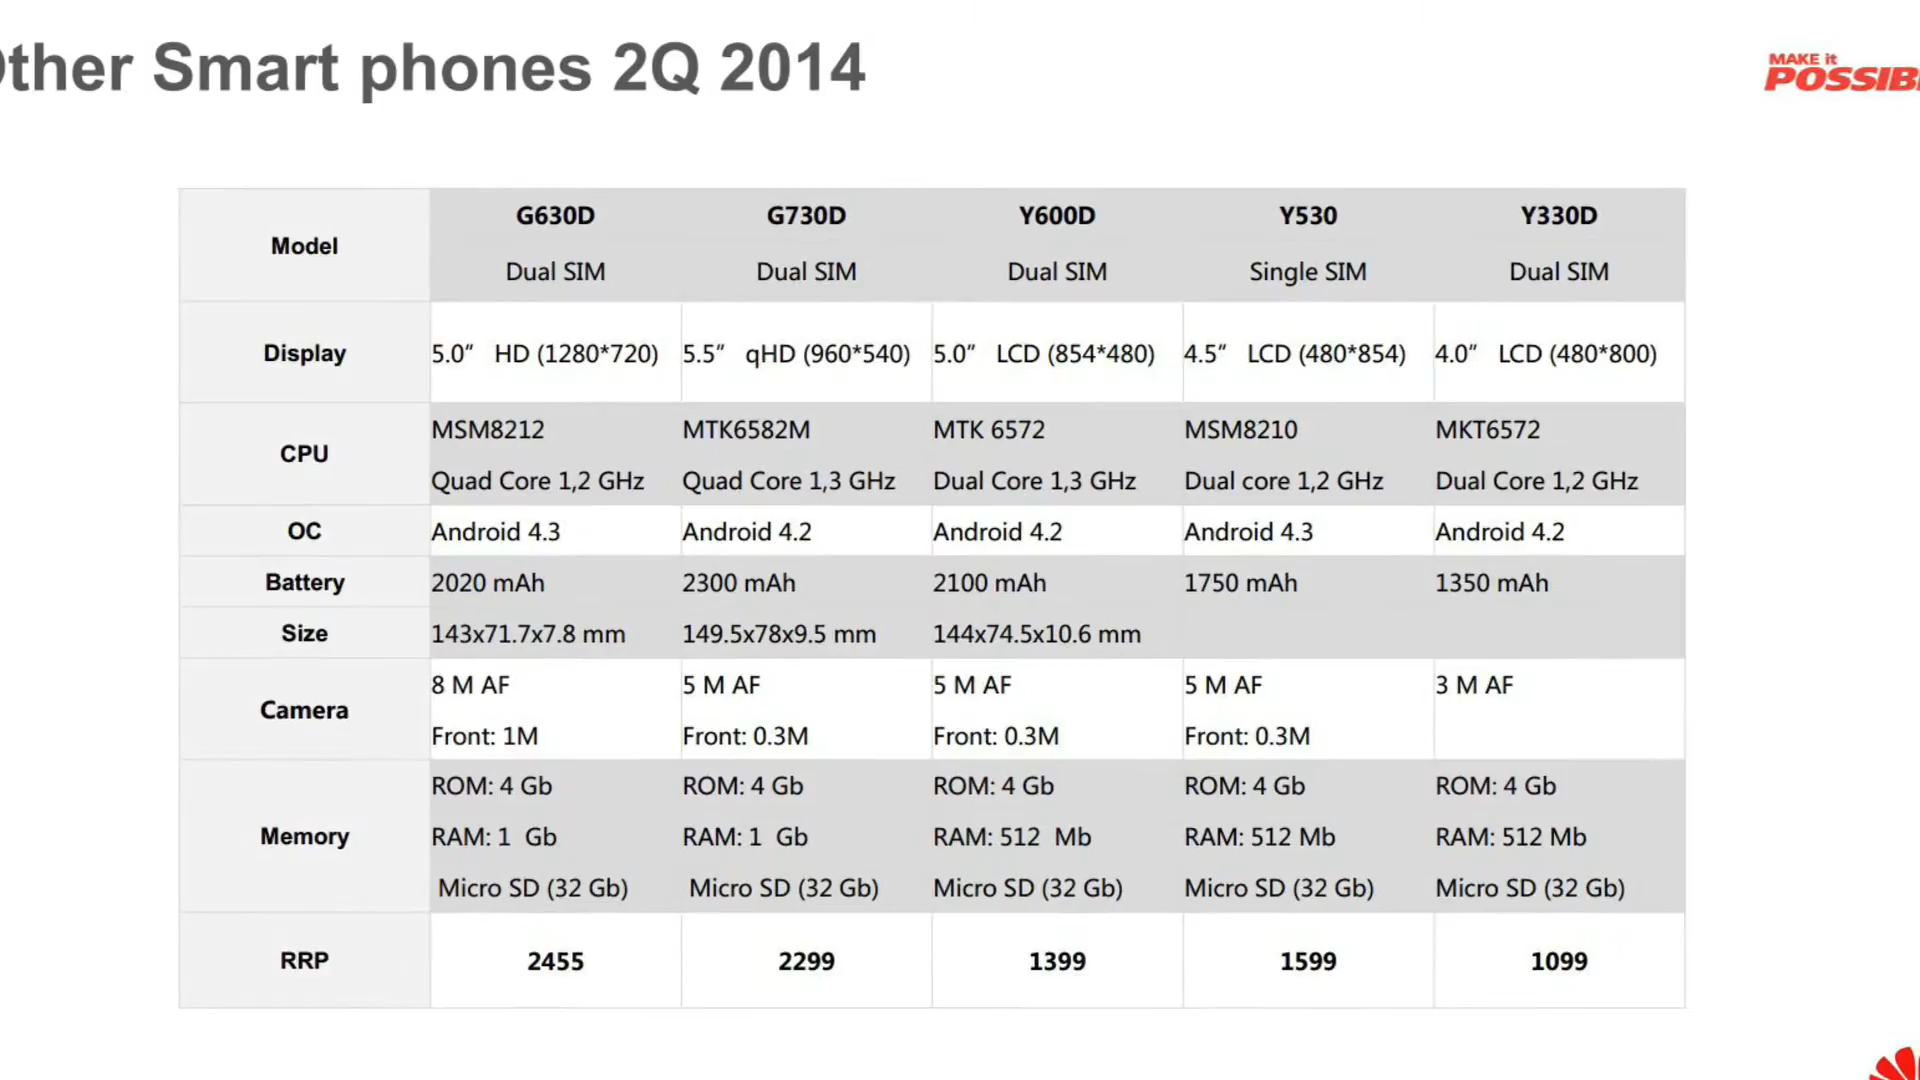 ther Smart phones 2Q 2014
MAKE it
POSSIB
Model
G630D
Dual SIM
G730D
Dual SIM
Y600D
Dual SIM
Y530
Single SIM
Y330D
Dual SIM
Display
5.0” HD (1280*720)
5.5” qHD (960*540)
5.0” LCD (854*480)
4.5” LCD (480*854)
4.0” LCD (480*800)
CPU
MSM8212
Quad Core 1,2 GHz
MTK6582M
Quad Core 1,3 GHz
MTK 6572
Dual Core 1,3 GHz
MSM8210
Dual core 1,2 GHz
MKT6572
Dual Core 1,2 GHz
OC
Android 4.3
Android 4.2
Android 4.2
Android 4.3
Android 4.2
Battery
2020 mAh
2300 mAh
2100 mAh
1750 mAh
1350 mAh
Size
143x71.7x7.8 mm
149.5x78x9.5 mm
144x74.5x10.6 mm
Camera
8 M AF
Front: 1M
5 M AF
Front: 0.3M
5 M AF
Front: 0.3M
5 M AF
Front: 0.3M
3 M AF
Memory
ROM: 4 Gb
RAM: 1 Gb
Micro SD (32 Gb)
ROM: 4 Gb
RAM: 1 Gb
Micro SD (32 Gb)
ROM: 4 Gb
RAM: 512 Mb
Micro SD (32 Gb)
ROM: 4 Gb
RAM: 512 Mb
Micro SD (32 Gb)
ROM: 4 Gb
RAM: 512 Mb
Micro SD (32 Gb)
RRP
2455
2299
1399
1599
1099